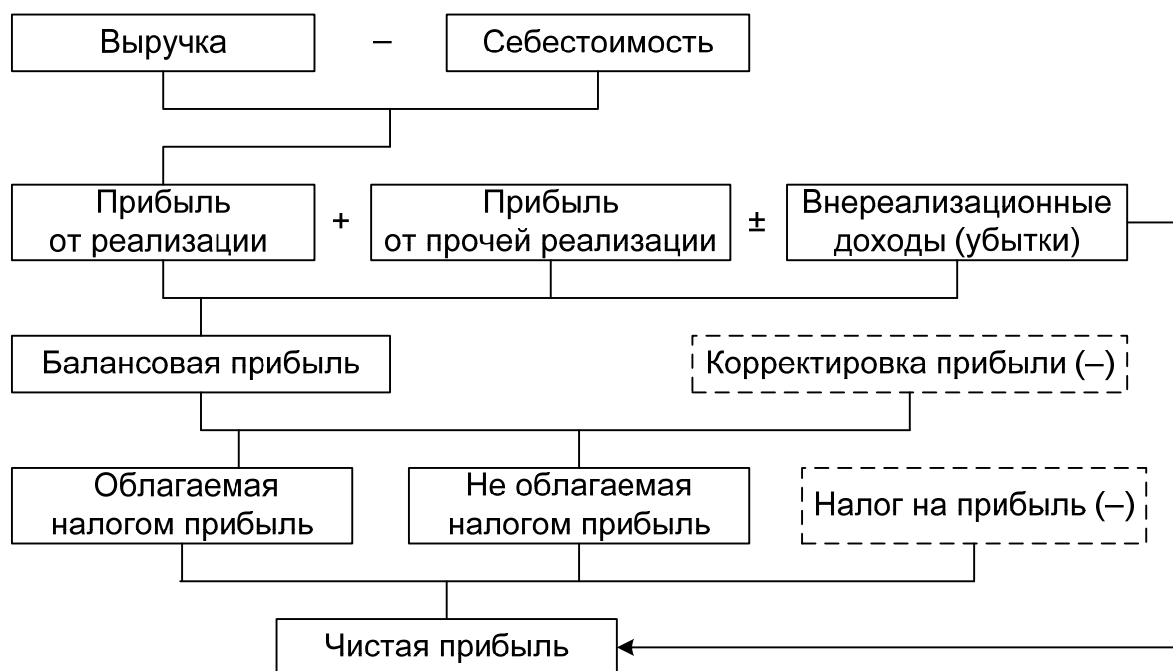 Выручка – Себестоимость
Прибыль
от реализации
+
Прибыль
от прочей реализации
±
Внереализационные
доходы (убытки)
Балансовая прибыль
Корректировка прибыли (–)
Облагаемая
налогом прибыль
Не облагаемая
налогом прибыль
Налог на прибыль (–)
Чистая прибыль